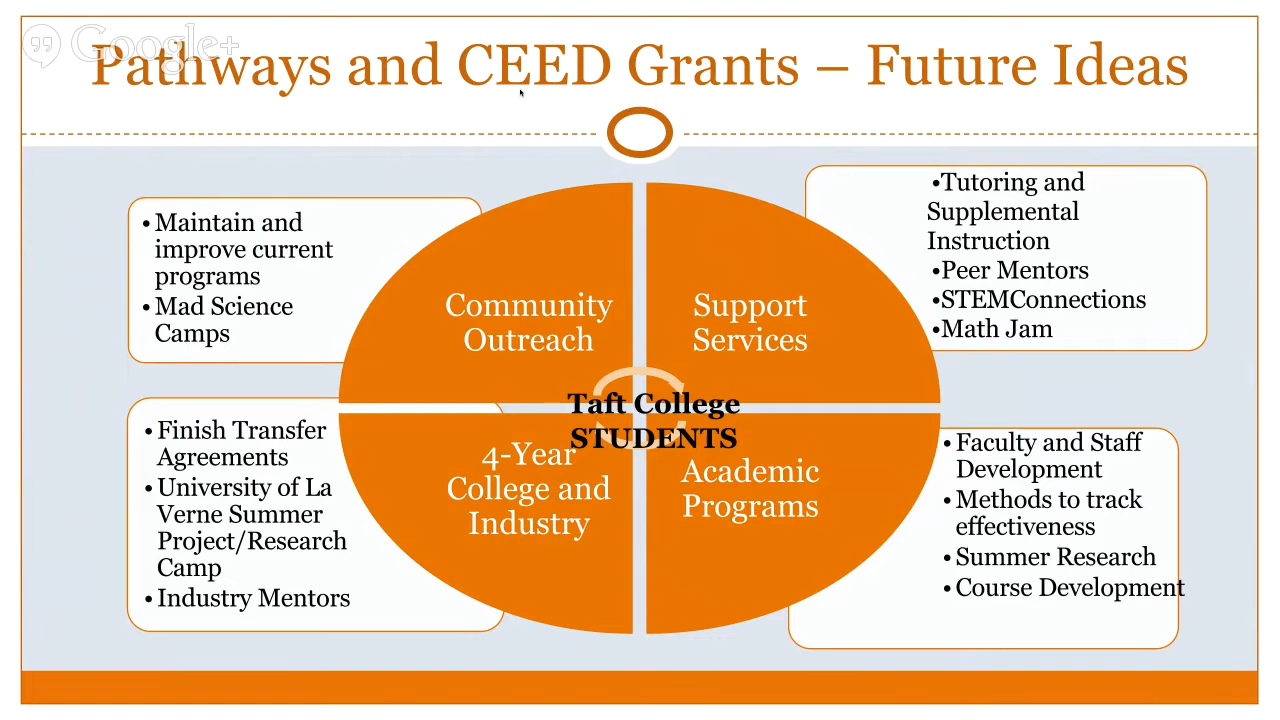 Google+
Pathways and CEED Grants – Future Ideas
•Maintain and
improve current
programs
•Mad Science
Camps
Community
Outreach
Support
Services
•Tutoring and
Supplemental
Instruction
•Peer Mentors
•STEMConnections
•Math Jam
Taft College
STUDENTS
•Finish Transfer
Agreements
•University of La
Verne Summer
Project/Research
Camp
•Industry Mentors
4-Year
College and
Industry
Academic
Programs
•Faculty and Staff
Development
•Methods to track
effectiveness
•Summer Research
•Course Development